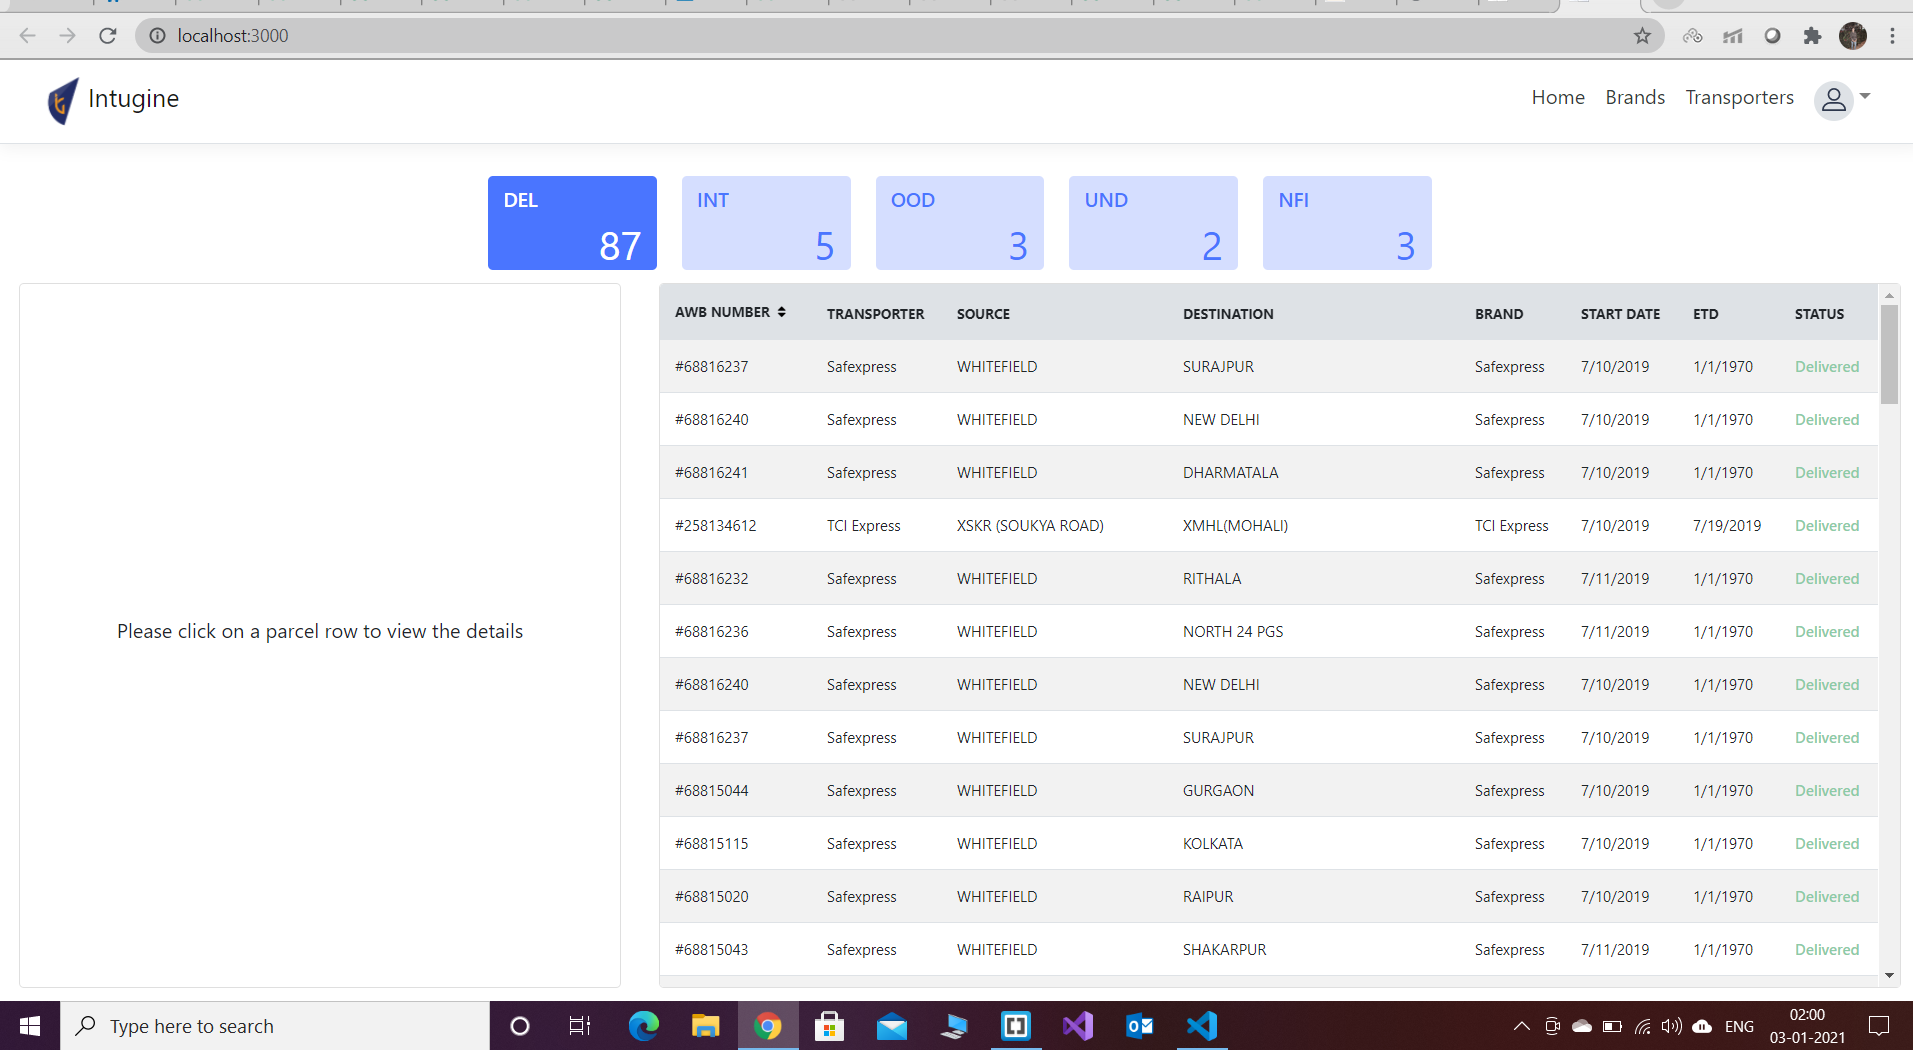 localhost:3000
Intugine
Home Brands Transporters
DEL INT OOD UND NFI
87 5 3 2 3
Please click on a parcel row to view the details
AWB NUMBER TRANSPORTER SOURCE DESTINATION BRAND START DATE ETD STATUS
#68816237 Safexpress WHITEFIELD SURAJPUR Safexpress 7/10/2019 1/1/1970 Delivered
#68816240 Safexpress WHITEFIELD NEW DELHI Safexpress 7/10/2019 1/1/1970 Delivered
#68816241 Safexpress WHITEFIELD DHARMATALA Safexpress 7/10/2019 1/1/1970 Delivered
#258134612 TCI Express XSKR (SOUKYA ROAD) XMHL(MOHALI) TCI Express 7/10/2019 7/19/2019 Delivered
#68816232 Safexpress WHITEFIELD RITHALA Safexpress 7/11/2019 1/1/1970 Delivered
#68816236 Safexpress WHITEFIELD NORTH 24 PGS Safexpress 7/11/2019 1/1/1970 Delivered
#68816240 Safexpress WHITEFIELD NEW DELHI Safexpress 7/10/2019 1/1/1970 Delivered
#68816237 Safexpress WHITEFIELD SURAJPUR Safexpress 7/10/2019 1/1/1970 Delivered
#68815044 Safexpress WHITEFIELD GURGAON Safexpress 7/10/2019 1/1/1970 Delivered
#68815115 Safexpress WHITEFIELD KOLKATA Safexpress 7/10/2019 1/1/1970 Delivered
#68815020 Safexpress WHITEFIELD RAIPUR Safexpress 7/10/2019 1/1/1970 Delivered
#68815043 Safexpress WHITEFIELD SHAKARPUR Safexpress 7/11/2019 1/1/1970 Delivered
Type here to search
ENG
02:00
03-01-2021